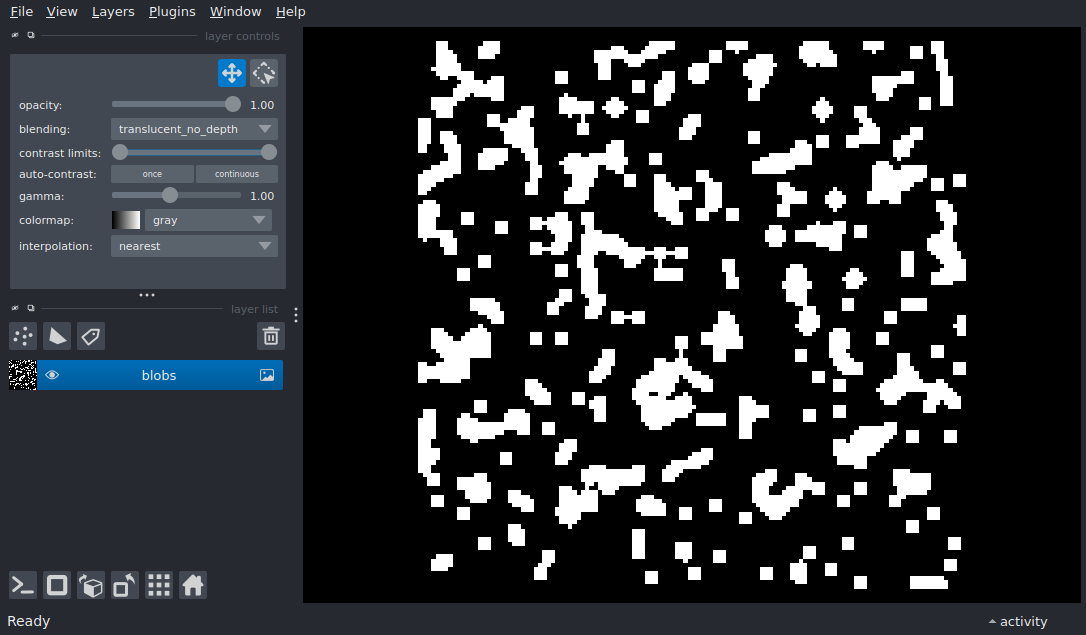 File View Layers Plugins Window Help
layer controls
opacity: 1.00
blending: translucent_no_depth
contrast limits:
auto-contrast: once continuous
gamma: 1.00
colormap: gray
interpolation: nearest
layer list
blobs
Ready activity